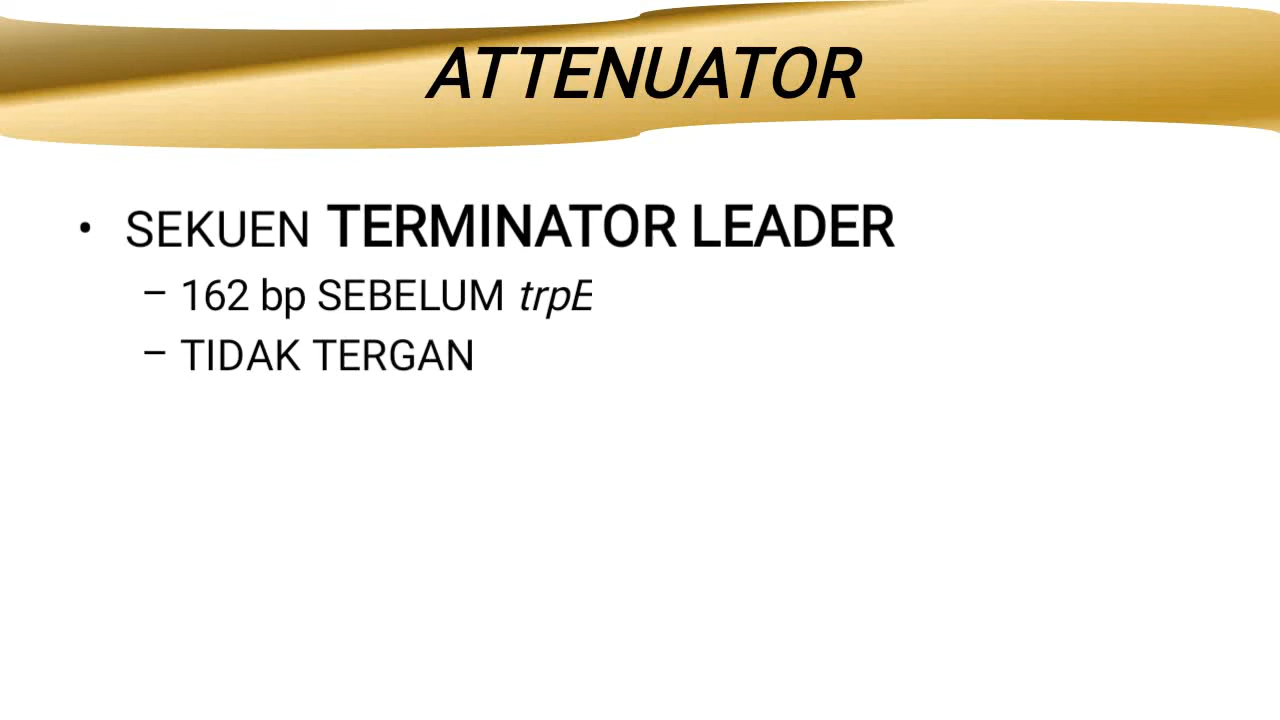 ATTENUATOR
• SEKUEN TERMINATOR LEADER
– 162 bp SEBELUM trpE
– TIDAK TERGAN